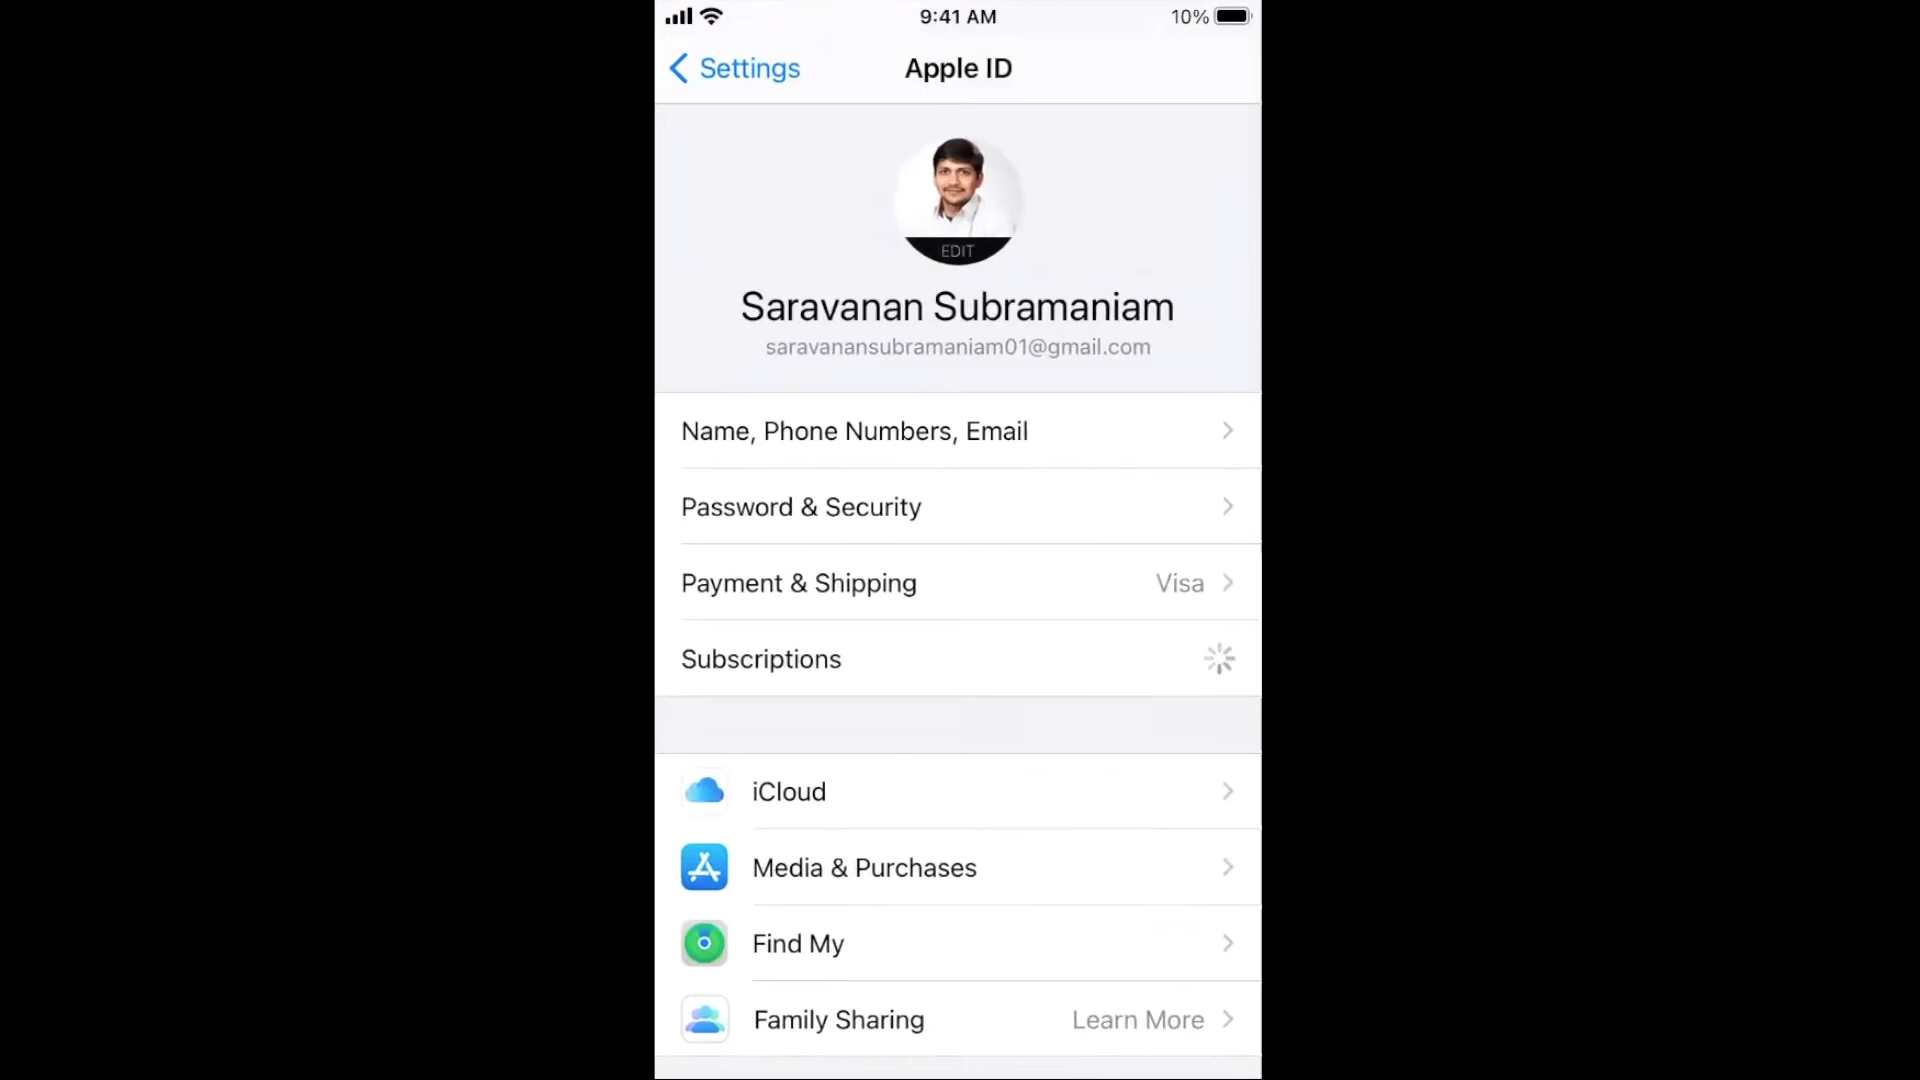 9:41 AM
10%
Settings
Apple ID
EDIT
Saravanan Subramaniam
saravanansubramaniam01@gmail.com
Name, Phone Numbers, Email
Password & Security
Payment & Shipping Visa
Subscriptions
iCloud
Media & Purchases
Find My
Family Sharing Learn More